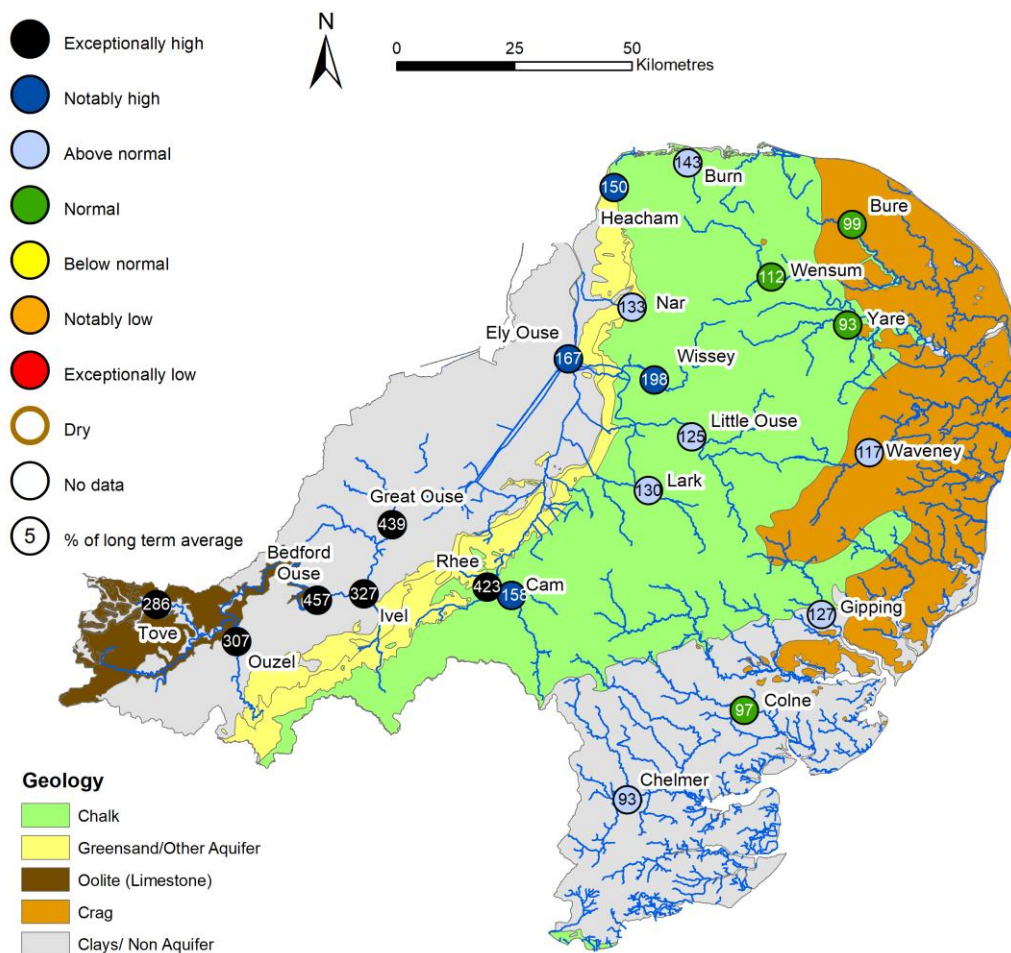 Exceptionally high
Notably high
Above normal
Normal
Below normal
Notably low
Exceptionally low
Dry
No data
5
% of long term average
N
0
25
50
Kilometres
143
Burn
150
Heacham
Bure
99
112
Wensum
133
Nar
93
Yare
Ely Ouse
167
Wissey
198
Little Ouse
125
117
Waveney
130
Lark
Great Ouse
439
Bedford
Ouse
457
327
Ivel
Rhee
423
158
Cam
286
Tove
307
Ouzel
127
Gipping
97
Colne
Chelmer
93
Geology
Chalk
Greensand/Other Aquifer
Oolite (Limestone)
Crag
Clays/ Non Aquifer